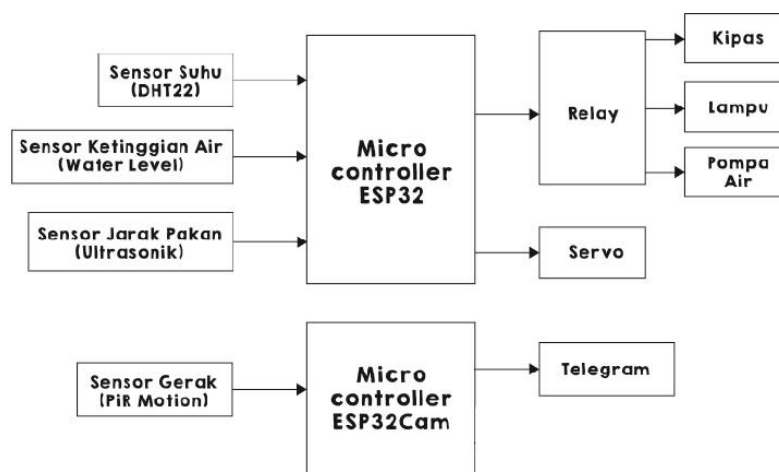 Sensor Suhu
(DHT22)
Sensor Ketinggian Air
(Water Level)
Sensor Jarak Pakan
(Ultrasonik)
Micro
controller
ESP32
Relay
Kipas
Lampu
Pompa
Air
Servo
Sensor Gerak
(PiR Motion)
Micro
controller
ESP32Cam
Telegram